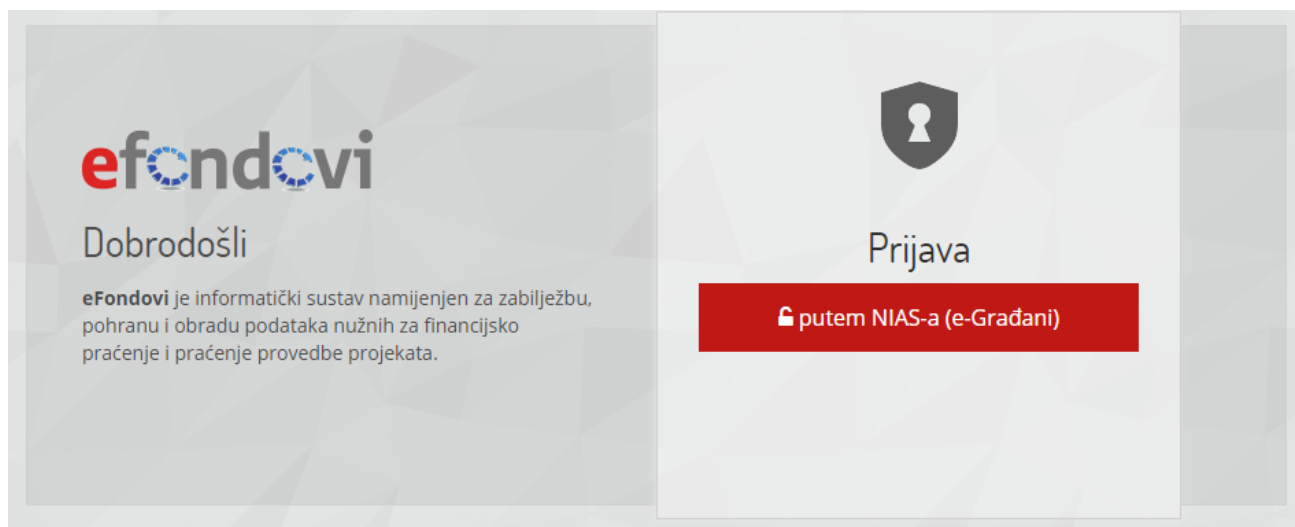 efondovi
Dobrodošli
eFondovi je informatički sustav namijenjen za zabilježbu,
pohranu i obradu podataka nužnih za financijsko
praćenje i praćenje provedbe projekata.
Prijava
putem NIAS-a (e-Građani)